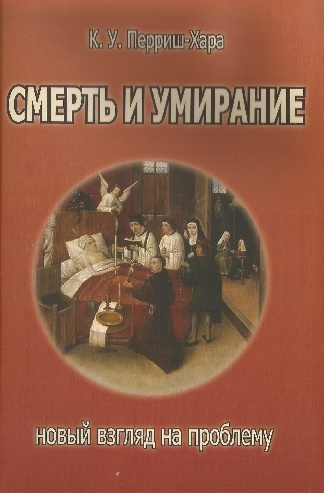 К. У. Перриш-Хара
СМЕРТЬ И УМИРАНИЕ
новый взгляд на проблему